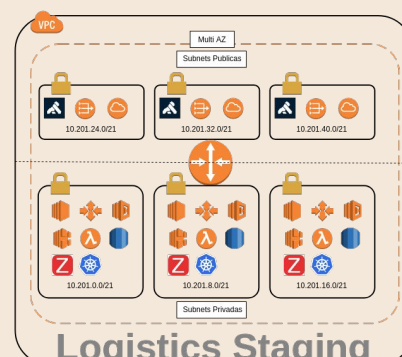 VPC
Multi AZ
Subnets Publicas
10.201.24.0/21
10.201.32.0/21
10.201.40.0/21
10.201.0.0/21
10.201.8.0/21
10.201.16.0/21
Z
Z
Z
Subnets Privadas
Logistics Staging